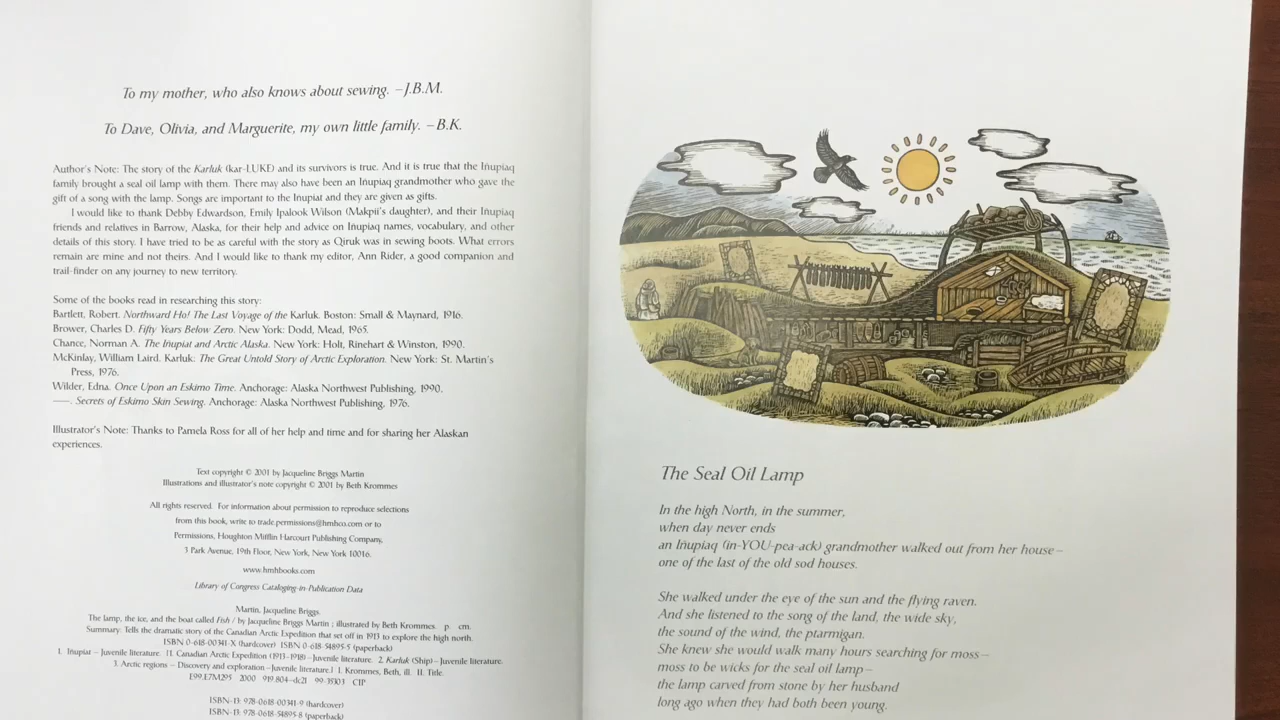 To my mother, who also knows about sewing. –J.B.M.
To Dave, Olivia, and Marguerite, my own little family. –B.K.
Author's Note: The story of the Karluk (kar-LUKE) and its survivors is true. And it is true that the Iñupiaq
family brought a seal oil lamp with them. There may also have been an Iñupiaq grandmother who gave the
gift of a song with the lamp. Songs are important to the Inupiat and they are given as gifts.
I would like to thank Debby Edwardson, Emily Ipalook Wilson (Makpii's daughter), and their Iñupiaq
friends and relatives in Barrow, Alaska, for their help and advice on Iñupiaq names, vocabulary, and other
details of this story. I have tried to be as careful with the story as Qiruk was in sewing boots. What errors
remain are mine and not theirs. And I would like to thank my editor, Ann Rider, a good companion and
trail-finder on any journey to new territory.
Some of the books read in researching this story:
Bartlett, Robert. Northward Ho! The Last Voyage of the Karluk. Boston: Small & Maynard, 1916.
Brower, Charles D. Fifty Years Below Zero. New York: Dodd, Mead, 1965.
Chance, Norman A. The Iñupiat and Arctic Alaska. New York: Holt, Rinehart & Winston, 1990.
McKinlay, William Laird. Karluk: The Great Untold Story of Arctic Exploration. New York: St. Martin's
Press, 1976.
Wilder, Edna. Once Upon an Eskimo Time. Anchorage: Alaska Northwest Publishing, 1990.
——. Secrets of Eskimo Skin Sewing. Anchorage: Alaska Northwest Publishing, 1976.
Illustrator's Note: Thanks to Pamela Ross for all of her help and time and for sharing her Alaskan
experiences.
Text copyright © 2001 by Jacqueline Briggs Martin
Illustrations and illustrator's note copyright © 2001 by Beth Krommes
All rights reserved. For information about permission to reproduce selections
from this book, write to trade.permissions@hmhco.com or to
Permissions, Houghton Mifflin Harcourt Publishing Company,
3 Park Avenue, 19th Floor, New York, New York 10016.
www.hmhbooks.com
Library of Congress Cataloging-in-Publication Data
Martin, Jacqueline Briggs.
The lamp, the ice, and the boat called Fish / by Jacqueline Briggs Martin ; illustrated by Beth Krommes. p. cm.
Summary: Tells the dramatic story of the Canadian Arctic Expedition that set off in 1913 to explore the high north.
ISBN 0-618-00341-X (hardcover) ISBN 0-618-54895-5 (paperback)
1. Iñupiat – Juvenile literature. [1. Canadian Arctic Expedition (1913–1918)–Juvenile literature. 2. Karluk (Ship)–Juvenile literature.
3. Arctic regions – Discovery and exploration –Juvenile literature.] I. Krommes, Beth, ill. II. Title.
E99.E7M295 2000 919.804–dc21 99-35303 CIP
ISBN-13: 978-0618-00341-9 (hardcover)
ISBN-13: 978-0618-54895-8 (paperback)
The Seal Oil Lamp
In the high North, in the summer,
when day never ends
an Iñupiaq (in-YOU-pea-ack) grandmother walked out from her house–
one of the last of the old sod houses.
She walked under the eye of the sun and the flying raven.
And she listened to the song of the land, the wide sky,
the sound of the wind, the ptarmigan.
She knew she would walk many hours searching for moss–
moss to be wicks for the seal oil lamp–
the lamp carved from stone by her husband
long ago when they had both been young.